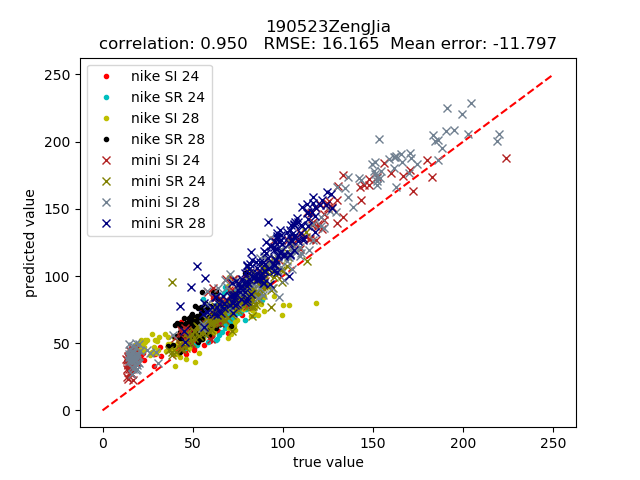 190523ZengJia
correlation: 0.950   RMSE: 16.165  Mean error: -11.797
250
200
150
100
50
0
predicted value
nike SI 24
nike SR 24
nike SI 28
nike SR 28
mini SI 24
mini SR 24
mini SI 28
mini SR 28
0 50 100 150 200 250
true value